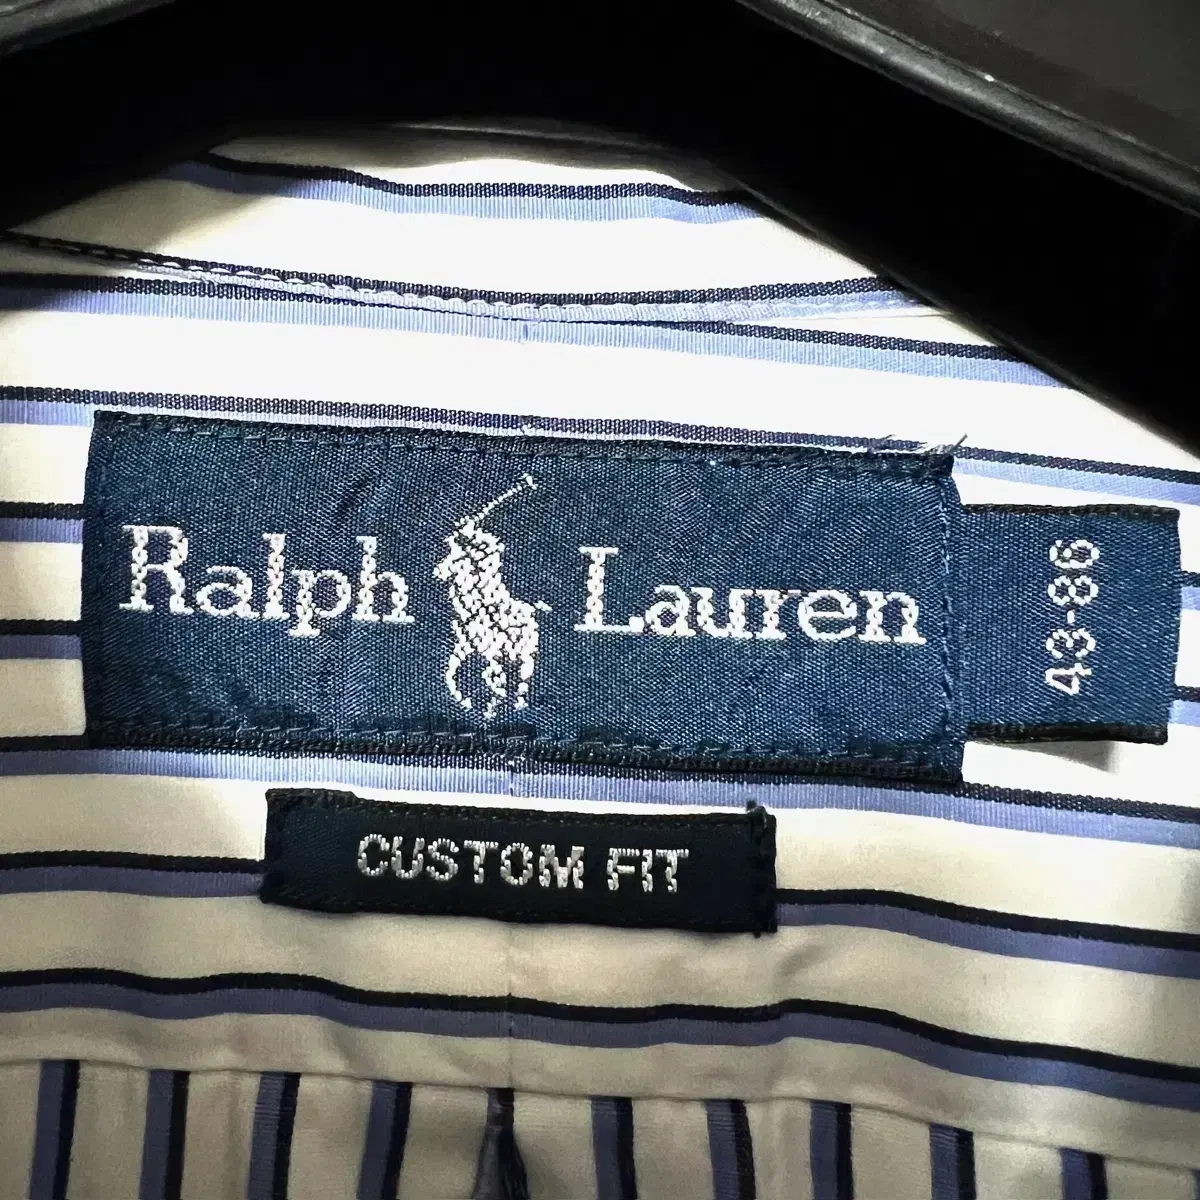 Ralph Lauren
43-86
CUSTOM FIT